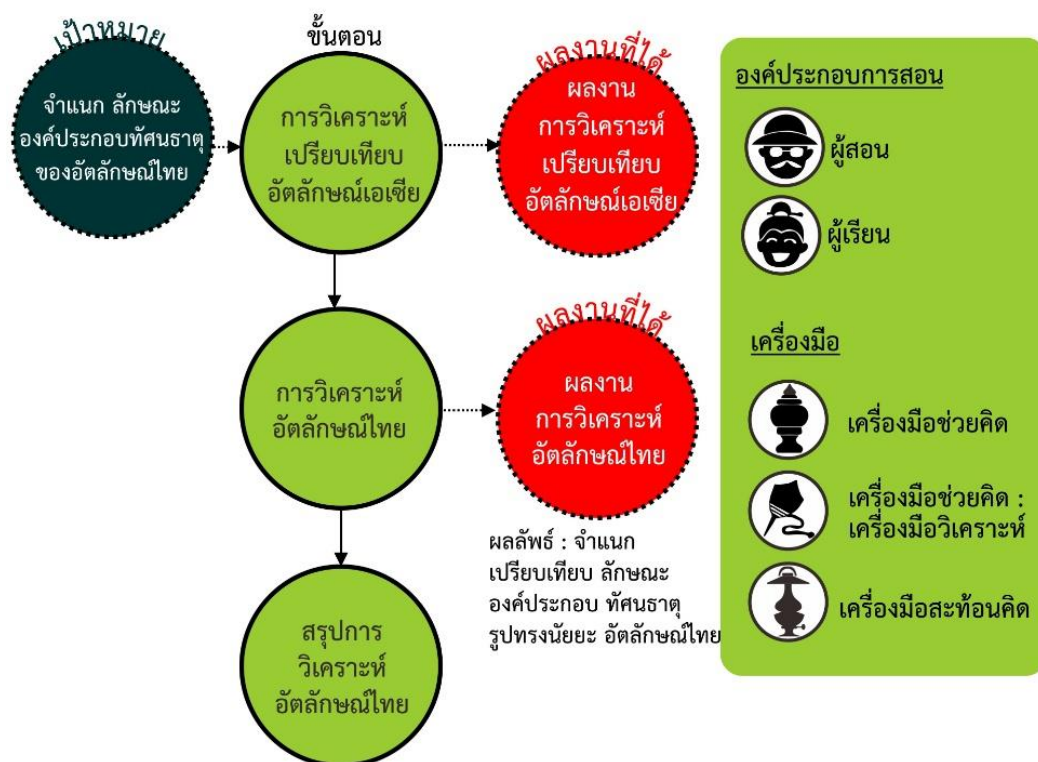 เป้าหมาย
จำแนก ลักษณะ
องค์ประกอบทัศนธาตุ
ของอัตลักษณ์ไทย
ขั้นตอน
การวิเคราะห์
เปรียบเทียบ
อัตลักษณ์เอเชีย
ผลงานที่ได้
ผลงาน
การวิเคราะห์
เปรียบเทียบ
อัตลักษณ์เอเซีย
การวิเคราะห์
อัตลักษณ์ไทย
ผลงานที่ได้
ผลงาน
การวิเคราะห์
อัตลักษณ์ไทย
ผลลัพธ์ : จำแนก
เปรียบเทียบ ลักษณะ
องค์ประกอบ ทัศนธาตุ
รูปทรงนัยยะ อัตลักษณ์ไทย
สรุปการ
วิเคราะห์
อัตลักษณ์ไทย
องค์ประกอบการสอน
ผู้สอน
ผู้เรียน
เครื่องมือ
เครื่องมือช่วยคิด
เครื่องมือช่วยคิด :
เครื่องมือวิเคราะห์
เครื่องมือสะท้อนคิด